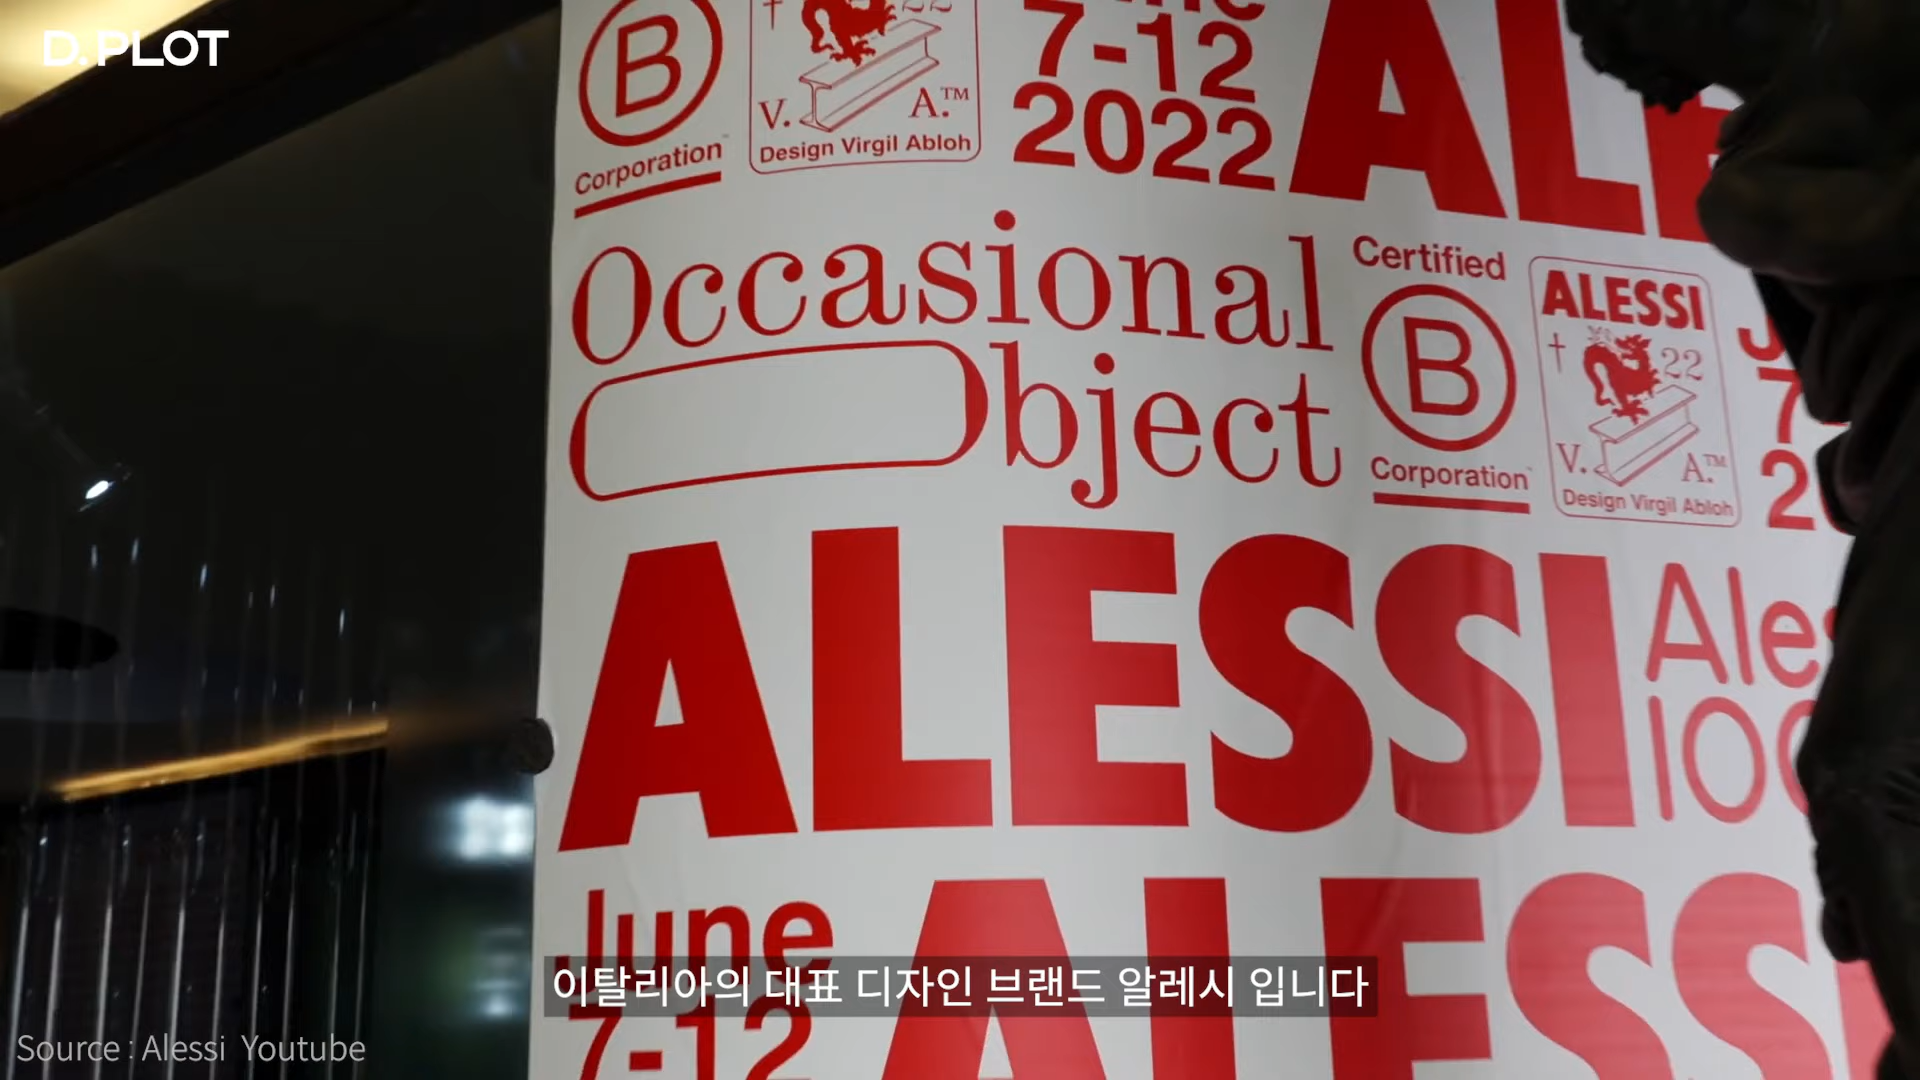 D.PLOT
B
Corporation
22
V. A.™
Design Virgil Abloh
7-12
2022
Occasional
Object
Certified
B
Corporation
ALESSI
† 22
V. A.™
Design Virgil Abloh
ALESSI
June
7-12
ALESS
이탈리아의 대표 디자인 브랜드 알레시 입니다
Source : Alessi Youtube